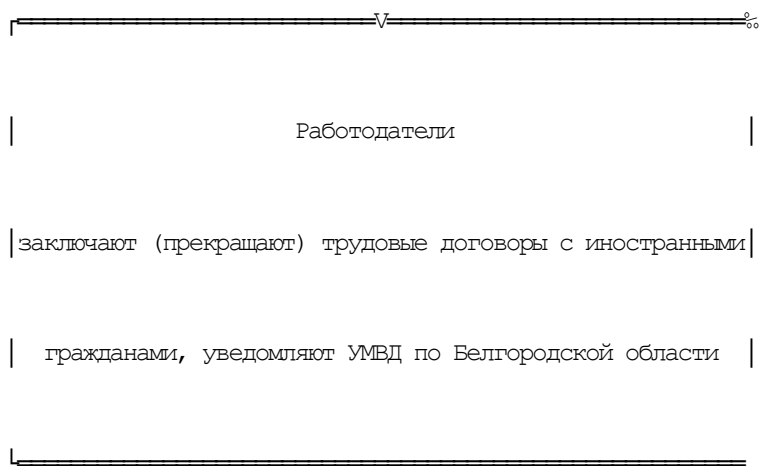 V
Работодатели
заключают (прекращают) трудовые договоры с иностранными
гражданами, уведомляют УМВД по Белгородской области